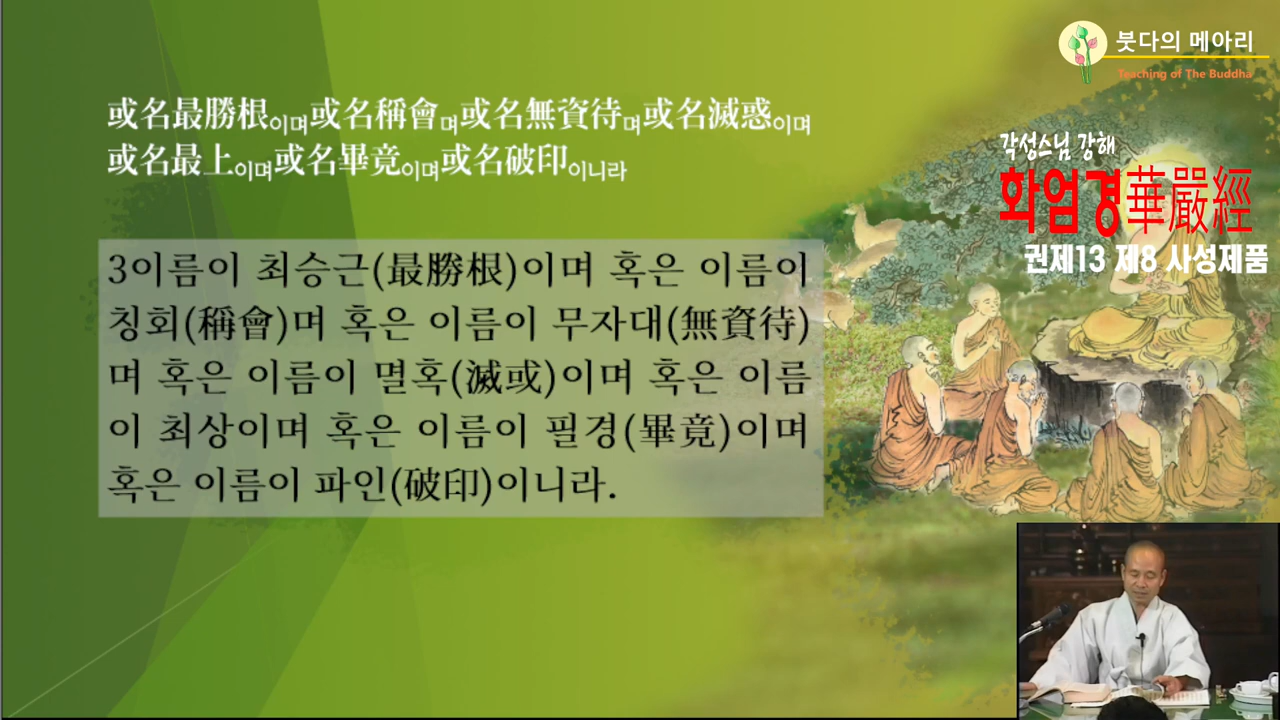 붓다의 메아리
Teaching of The Buddha
각성스님 강해
화엄경華嚴經
권제13 제8 사성제품
或名最勝根이며或名稱會며或名無資待며或名滅惑이며
或名最上이며或名畢竟이며或名破印이니라
3이름이 최승근(最勝根)이며 혹은 이름이
칭회(稱會)며 혹은 이름이 무자대(無資待)
며 혹은 이름이 멸혹(滅或)이며 혹은 이름
이 최상이며 혹은 이름이 필경(畢竟)이며
혹은 이름이 파인(破印)이니라.